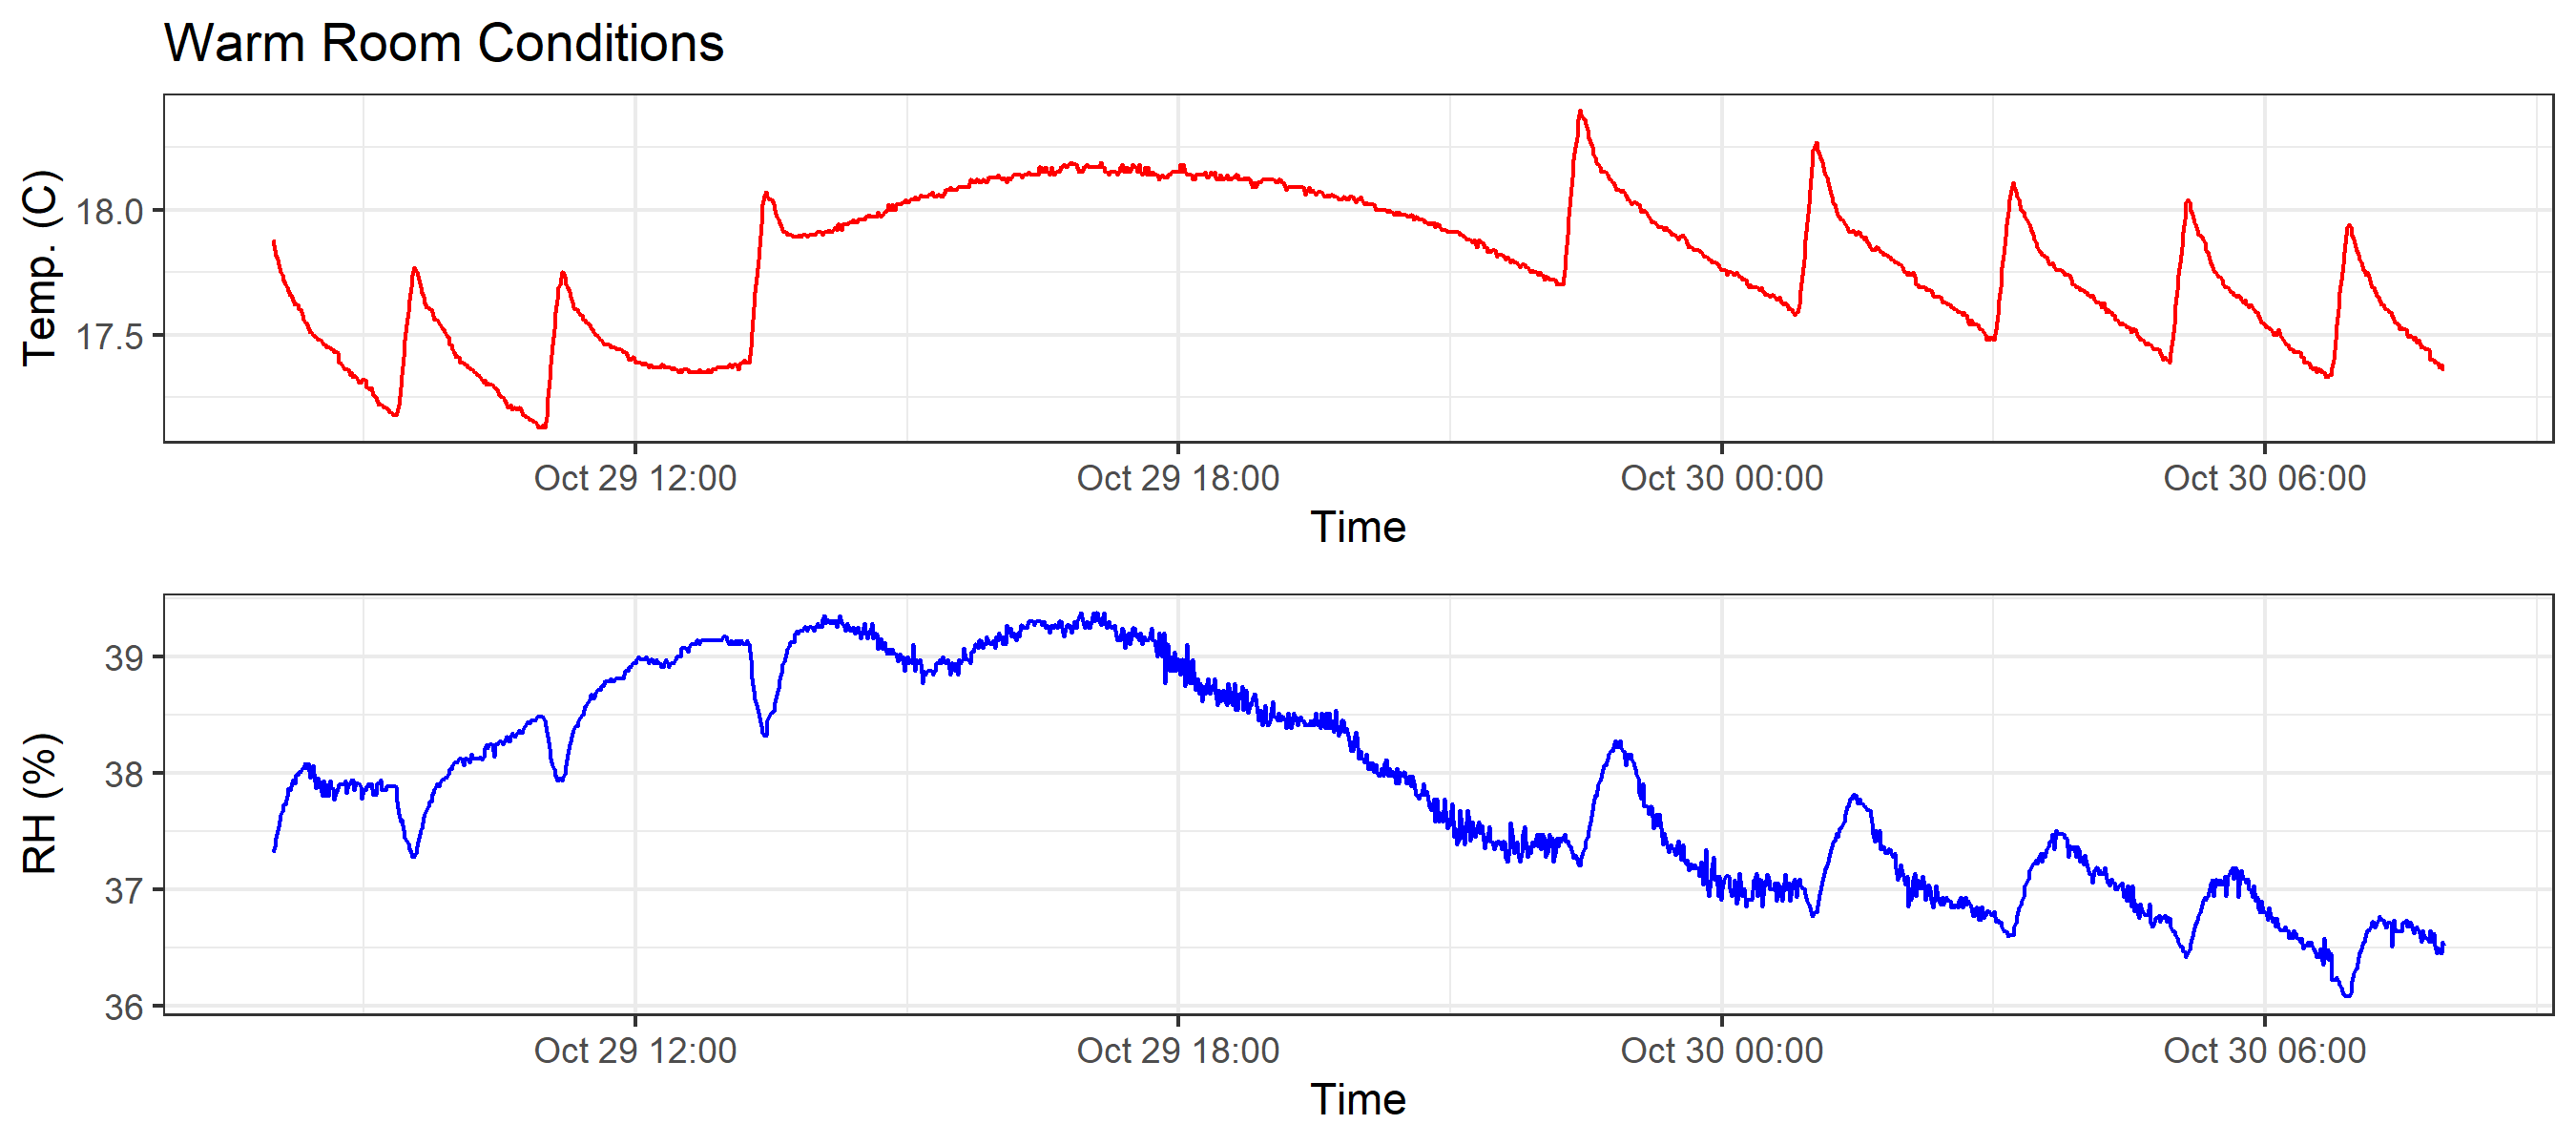 Warm Room Conditions
Temp. (C)
18.0
17.5
Oct 29 12:00 Oct 29 18:00 Oct 30 00:00 Oct 30 06:00
Time
RH (%)
39
38
37
36
Oct 29 12:00 Oct 29 18:00 Oct 30 00:00 Oct 30 06:00
Time